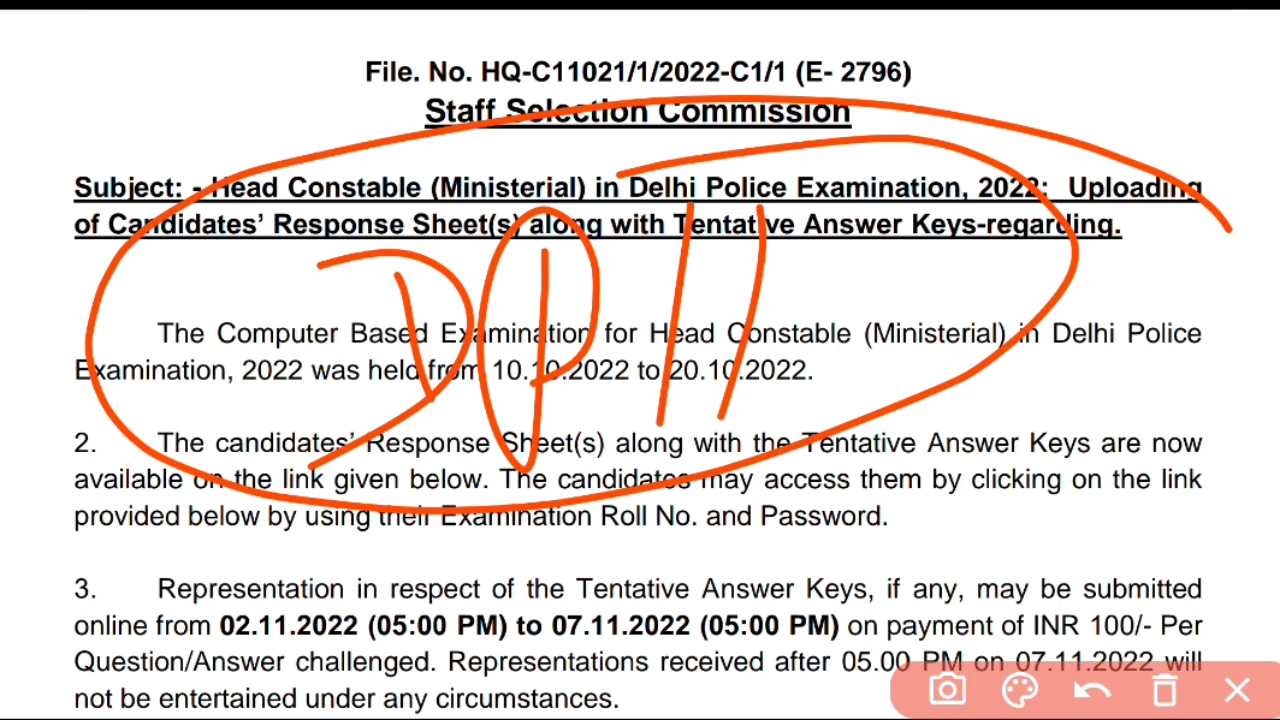 File. No. HQ-C11021/1/2022-C1/1 (E- 2796)
Staff Selection Commission
Subject: - Head Constable (Ministerial) in Delhi Police Examination, 2022: Uploading
of Candidates’ Response Sheet(s) along with Tentative Answer Keys-regarding.
The Computer Based Examination for Head Constable (Ministerial) in Delhi Police
Examination, 2022 was held from 10.10.2022 to 20.10.2022.
2. The candidates’ Response Sheet(s) along with the Tentative Answer Keys are now
available on the link given below. The candidates may access them by clicking on the link
provided below by using their Examination Roll No. and Password.
3. Representation in respect of the Tentative Answer Keys, if any, may be submitted
online from 02.11.2022 (05:00 PM) to 07.11.2022 (05:00 PM) on payment of INR 100/- Per
Question/Answer challenged. Representations received after 05.00 PM on 07.11.2022 will
not be entertained under any circumstances.